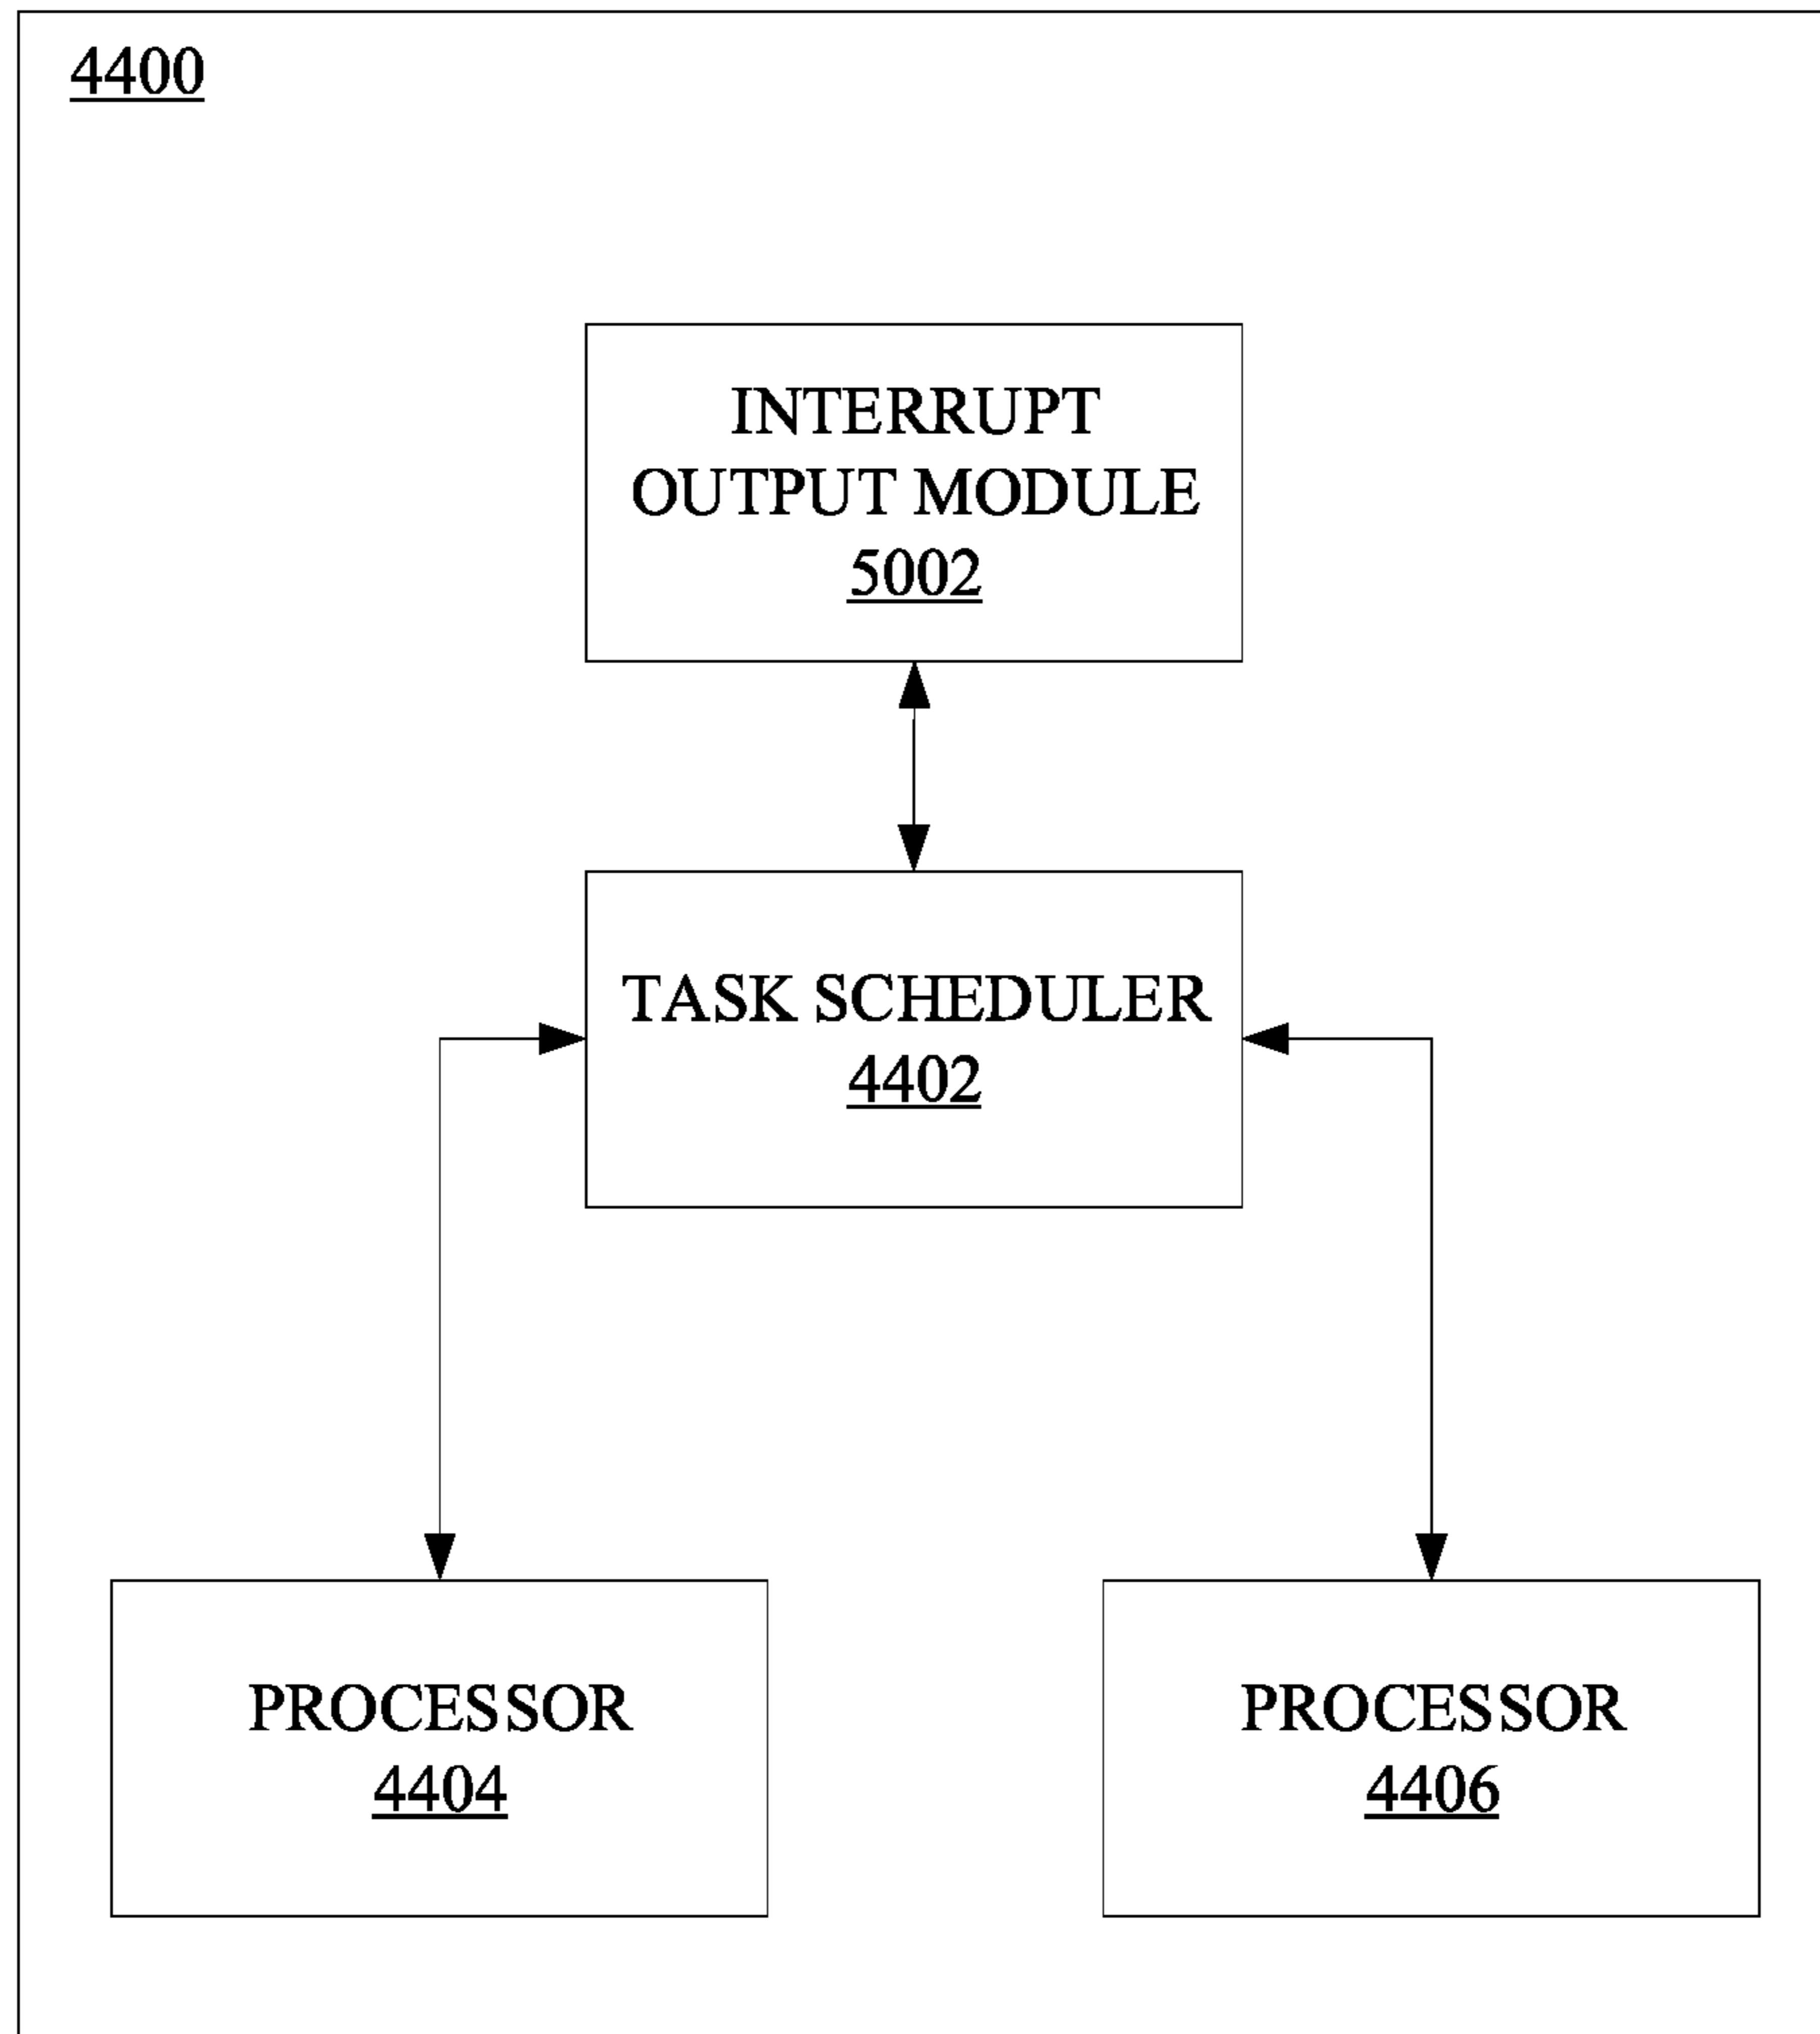 4400
INTERRUPT
OUTPUT MODULE
5002
TASK SCHEDULER
4402
PROCESSOR
4404
PROCESSOR
4406